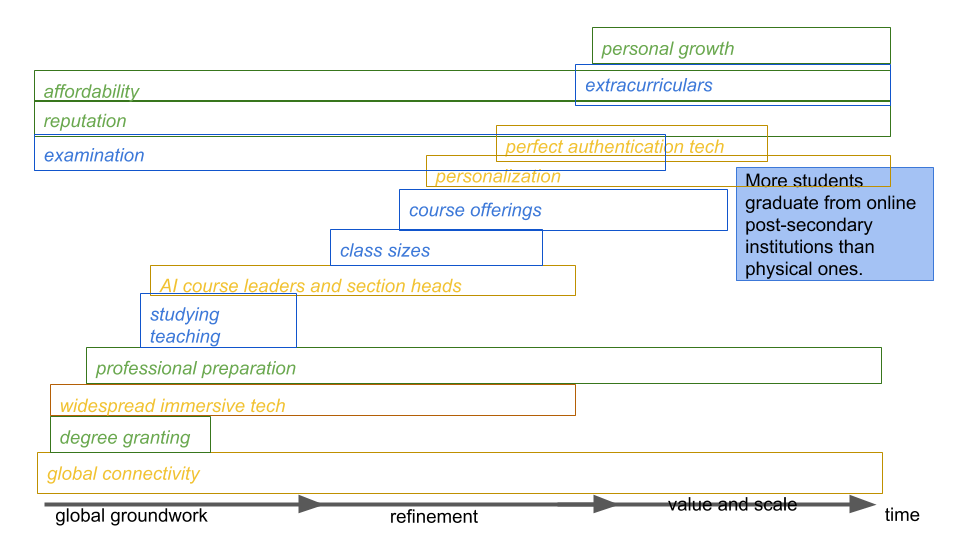 personal growth
extracurriculars
affordability
reputation
perfect authentication tech
examination
personalization
More students
graduate from online
post-secondary
institutions than
physical ones.
course offerings
class sizes
AI course leaders and section heads
studying
teaching
professional preparation
widespread immersive tech
degree granting
global connectivity
global groundwork
refinement
value and scale
time